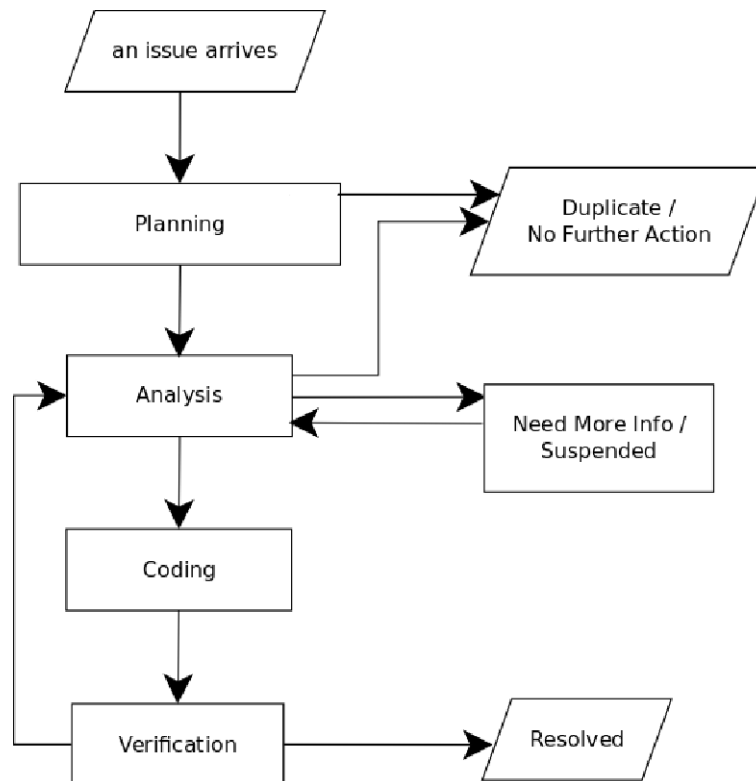 an issue arrives
Planning
Duplicate /
No Further Action
Analysis
Need More Info /
Suspended
Coding
Verification
Resolved